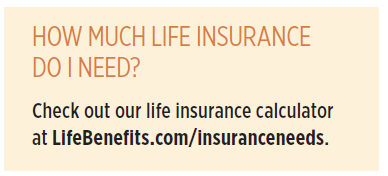 HOW MUCH LIFE INSURANCE
DO I NEED?
Check out our life insurance calculator
at LifeBenefits.com/insuranceneeds.